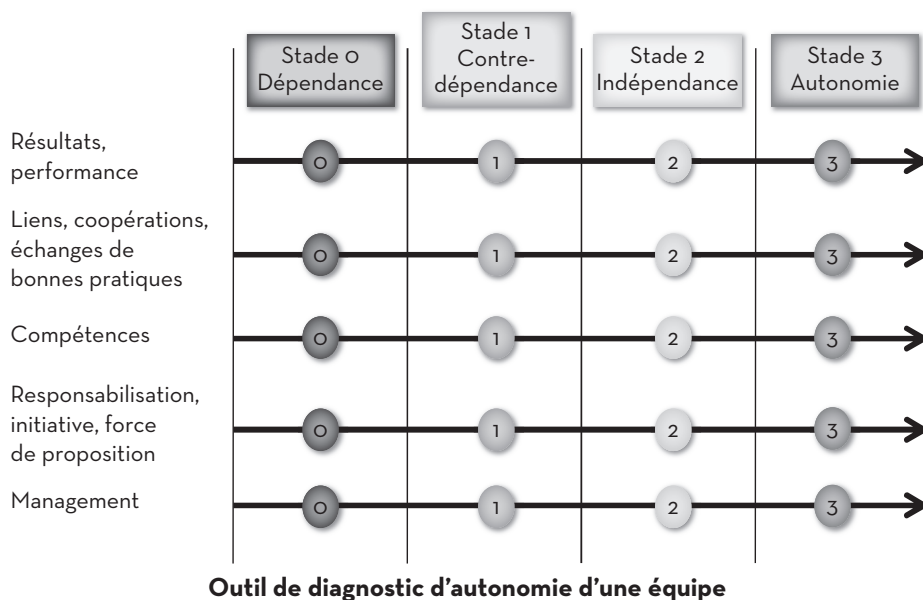 Stade 0
Dépendance
Stade 1
Contre-
dépendance
Stade 2
Indépendance
Stade 3
Autonomie
Résultats,
performance
0 1 2 3
Liens, coopérations,
échanges de
bonnes pratiques
0 1 2 3
Compétences
0 1 2 3
Responsabilisation,
initiative, force
de proposition
0 1 2 3
Management
0 1 2 3
Outil de diagnostic d’autonomie d’une équipe